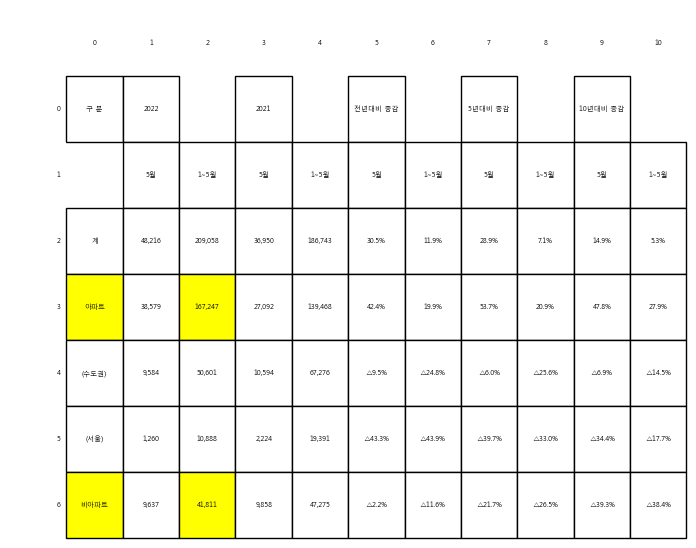 0 1 2 3 4 5 6 7 8 9 10
0 구 분 2022 2021 전년대비 증감 5년대비 증감 10년대비 증감
1 5월 1~5월 5월 1~5월 5월 1~5월 5월 1~5월 5월 1~5월
2 계 48,216 209,058 36,950 186,743 30.5% 11.9% 28.9% 7.1% 14.9% 5.3%
3 아파트 38,579 167,247 27,092 139,468 42.4% 19.9% 53.7% 20.9% 47.8% 27.9%
4 (수도권) 9,584 50,601 10,594 67,276 △9.5% △24.8% △6.0% △25.6% △6.9% △14.5%
5 (서울) 1,260 10,888 2,224 19,391 △43.3% △43.9% △39.7% △33.0% △34.4% △17.7%
6 비아파트 9,637 41,811 9,858 47,275 △2.2% △11.6% △21.7% △26.5% △39.3% △38.4%